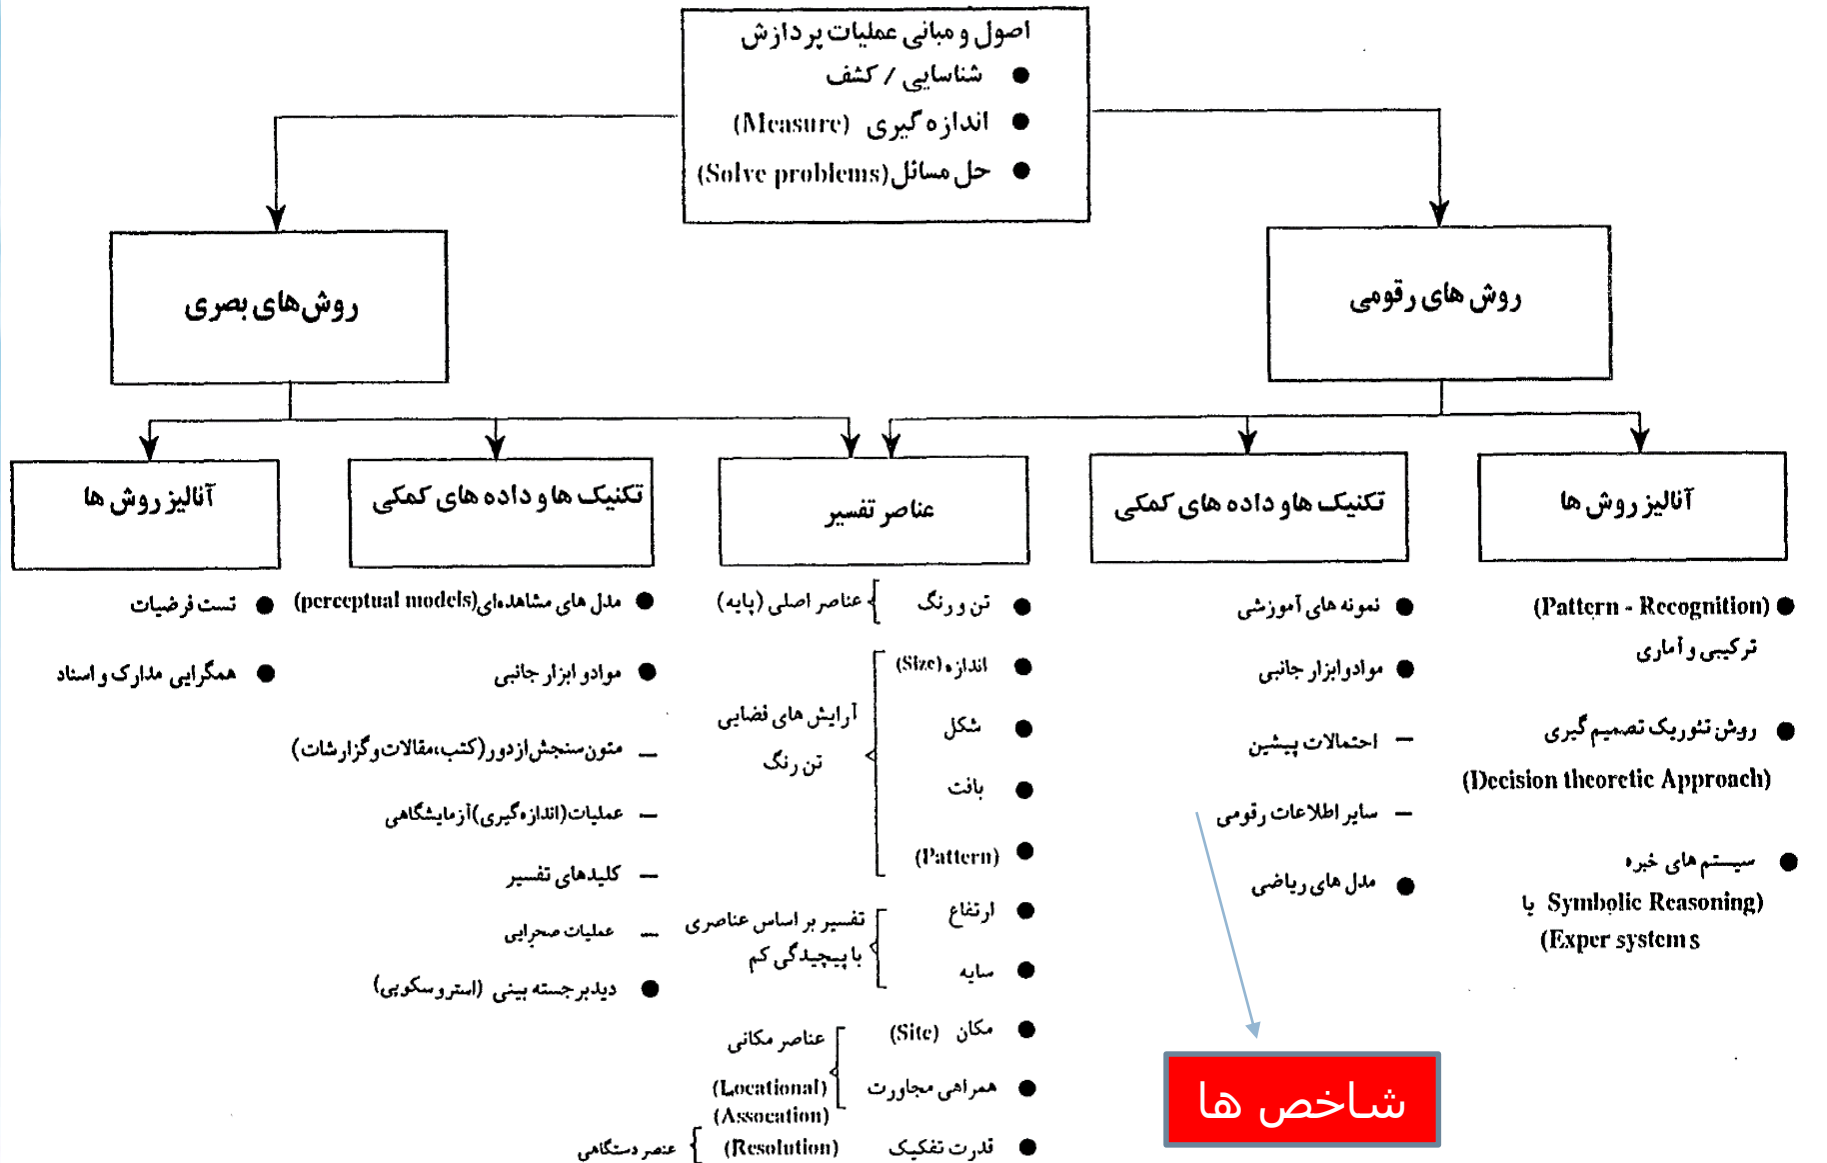 اصول و مبانی عملیات پردازش
● شناسایی / کشف
● اندازه گیری (Measure)
● حل مسائل (Solve problems)
روش های رقومی
روش‌های بصری
آنالیز روش ها
● (Pattern - Recognition)
ترکیبی و آماری
● روش تئوریک تصمیم گیری
(Decision theoretic Approach)
● سیستم های خبره
(Symbolic Reasoning یا
Exper systems)
تکنیک ها و داده های کمکی
● نمونه های آموزشی
● مواد و ابزار جانبی
– احتمالات پیشین
– سایر اطلاعات رقومی
● مدل های ریاضی
شاخص ها
عناصر تفسیر
● تن و رنگ
عناصر اصلی (پایه)
● اندازه (Size)
● شکل
● بافت
● (Pattern)
آرایش های فضایی
تن رنگ
● ارتفاع
● سایه
تفسیر بر اساس عناصری
با پیچیدگی کم
● مکان (Site)
● همراهی مجاورت
عناصر مکانی
(Locational)
(Assocation)
● قدرت تفکیک (Resolution)
عنصر دستگاهی
تکنیک ها و داده های کمکی
● مدل های مشاهده‌ای (perceptual models)
● مواد و ابزار جانبی
– متون سنجش از دور (کتب، مقالات و گزارشات)
– عملیات (اندازه گیری) آزمایشگاهی
– کلیدهای تفسیر
– عملیات صحرایی
● دید برجسته بینی (استروسکوپی)
آنالیز روش ها
● تست فرضیات
● همگرایی مدارک و اسناد